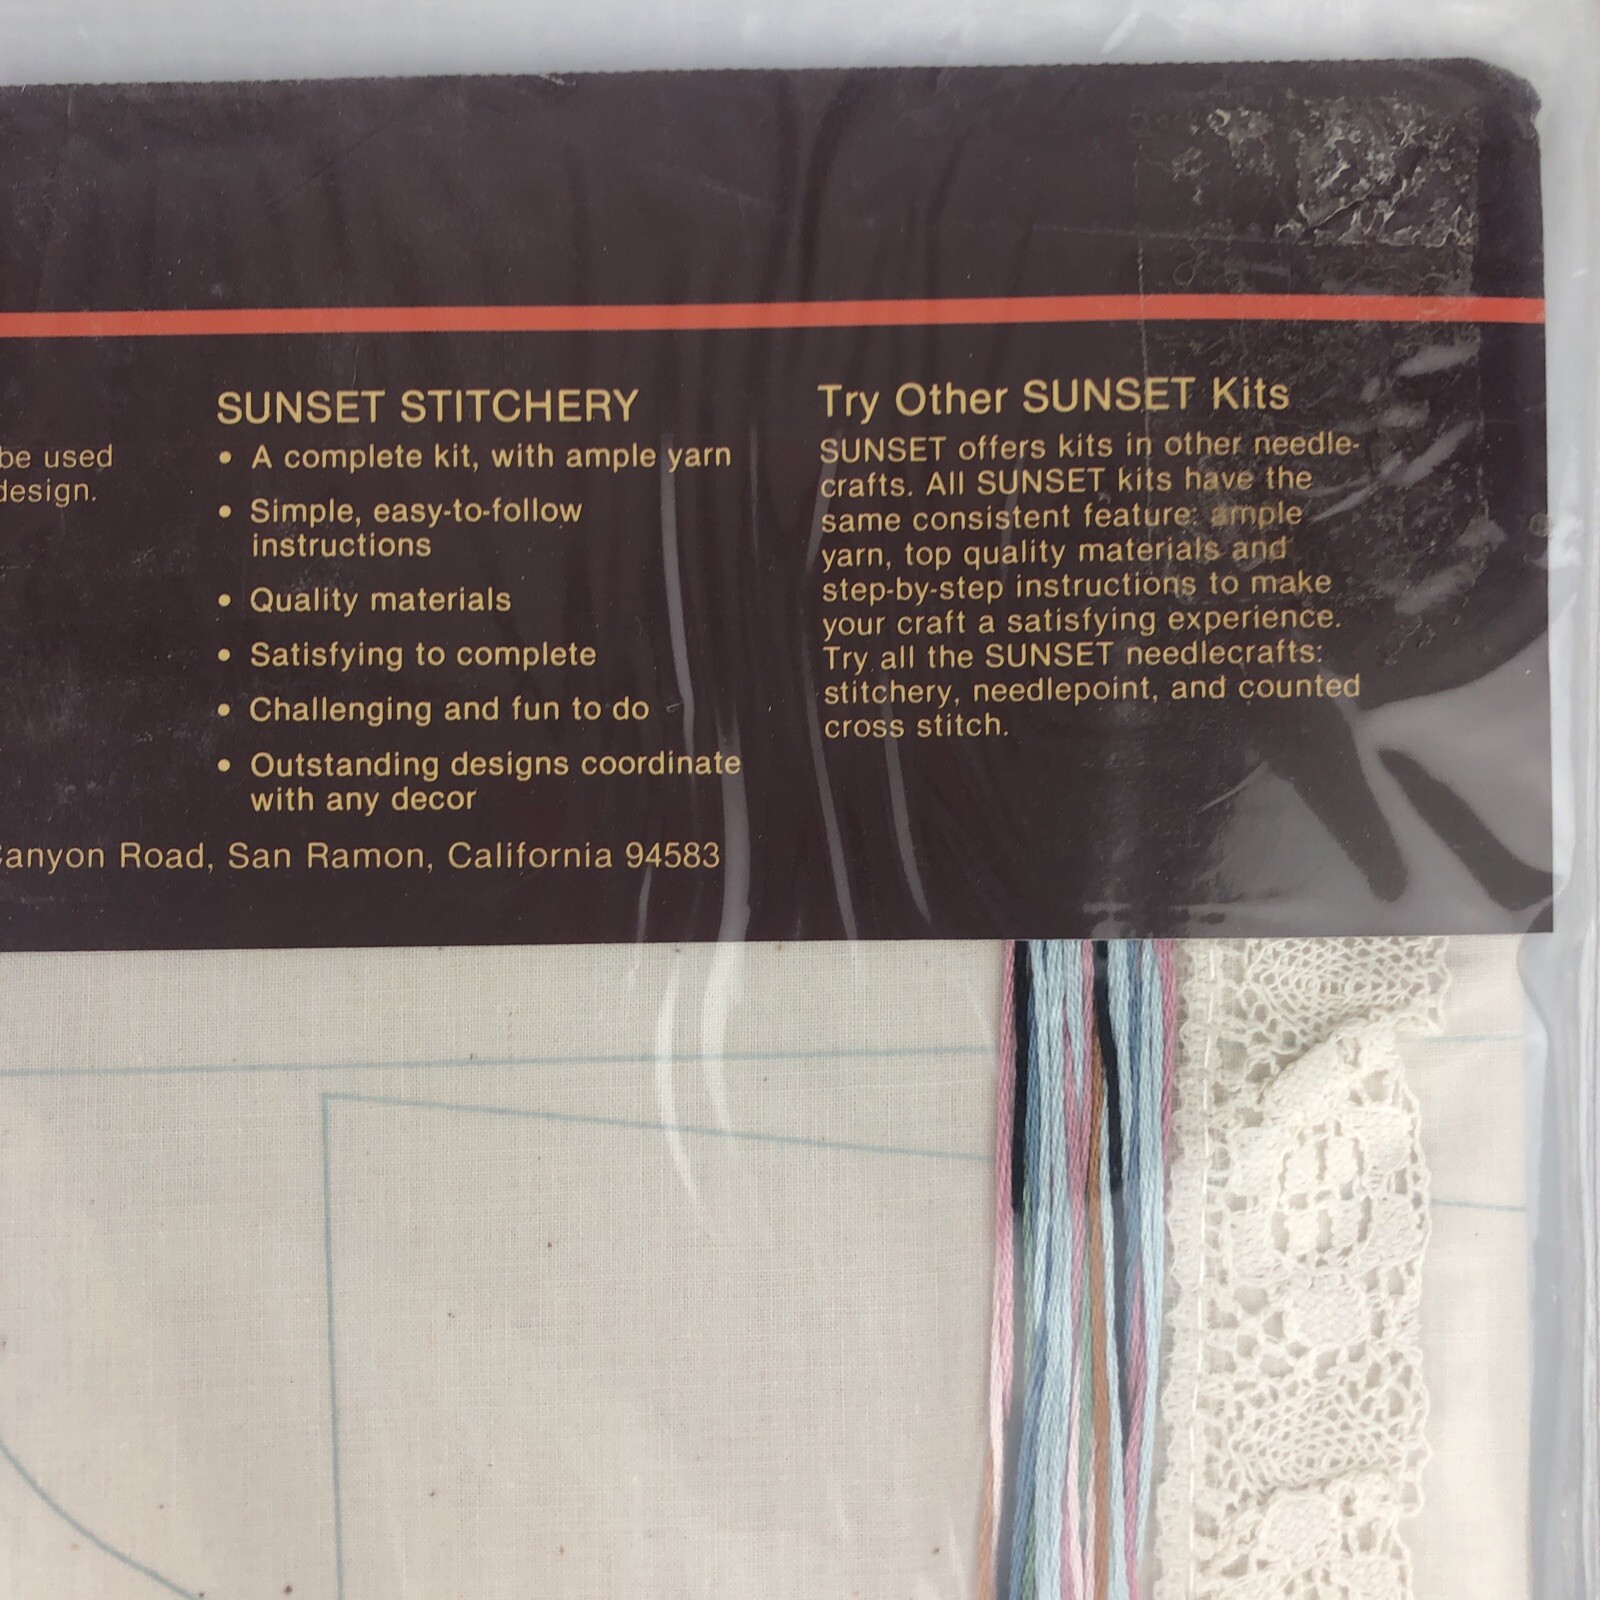 be used
design.
SUNSET STITCHERY
• A complete kit, with ample yarn
• Simple, easy-to-follow
instructions
• Quality materials
• Satisfying to complete
• Challenging and fun to do
• Outstanding designs coordinate
with any decor
Try Other SUNSET Kits
SUNSET offers kits in other needle-
crafts. All SUNSET kits have the
same consistent feature: ample
yarn, top quality materials and
step-by-step instructions to make
your craft a satisfying experience.
Try all the SUNSET needlecrafts:
stitchery, needlepoint, and counted
cross stitch.
Canyon Road, San Ramon, California 94583